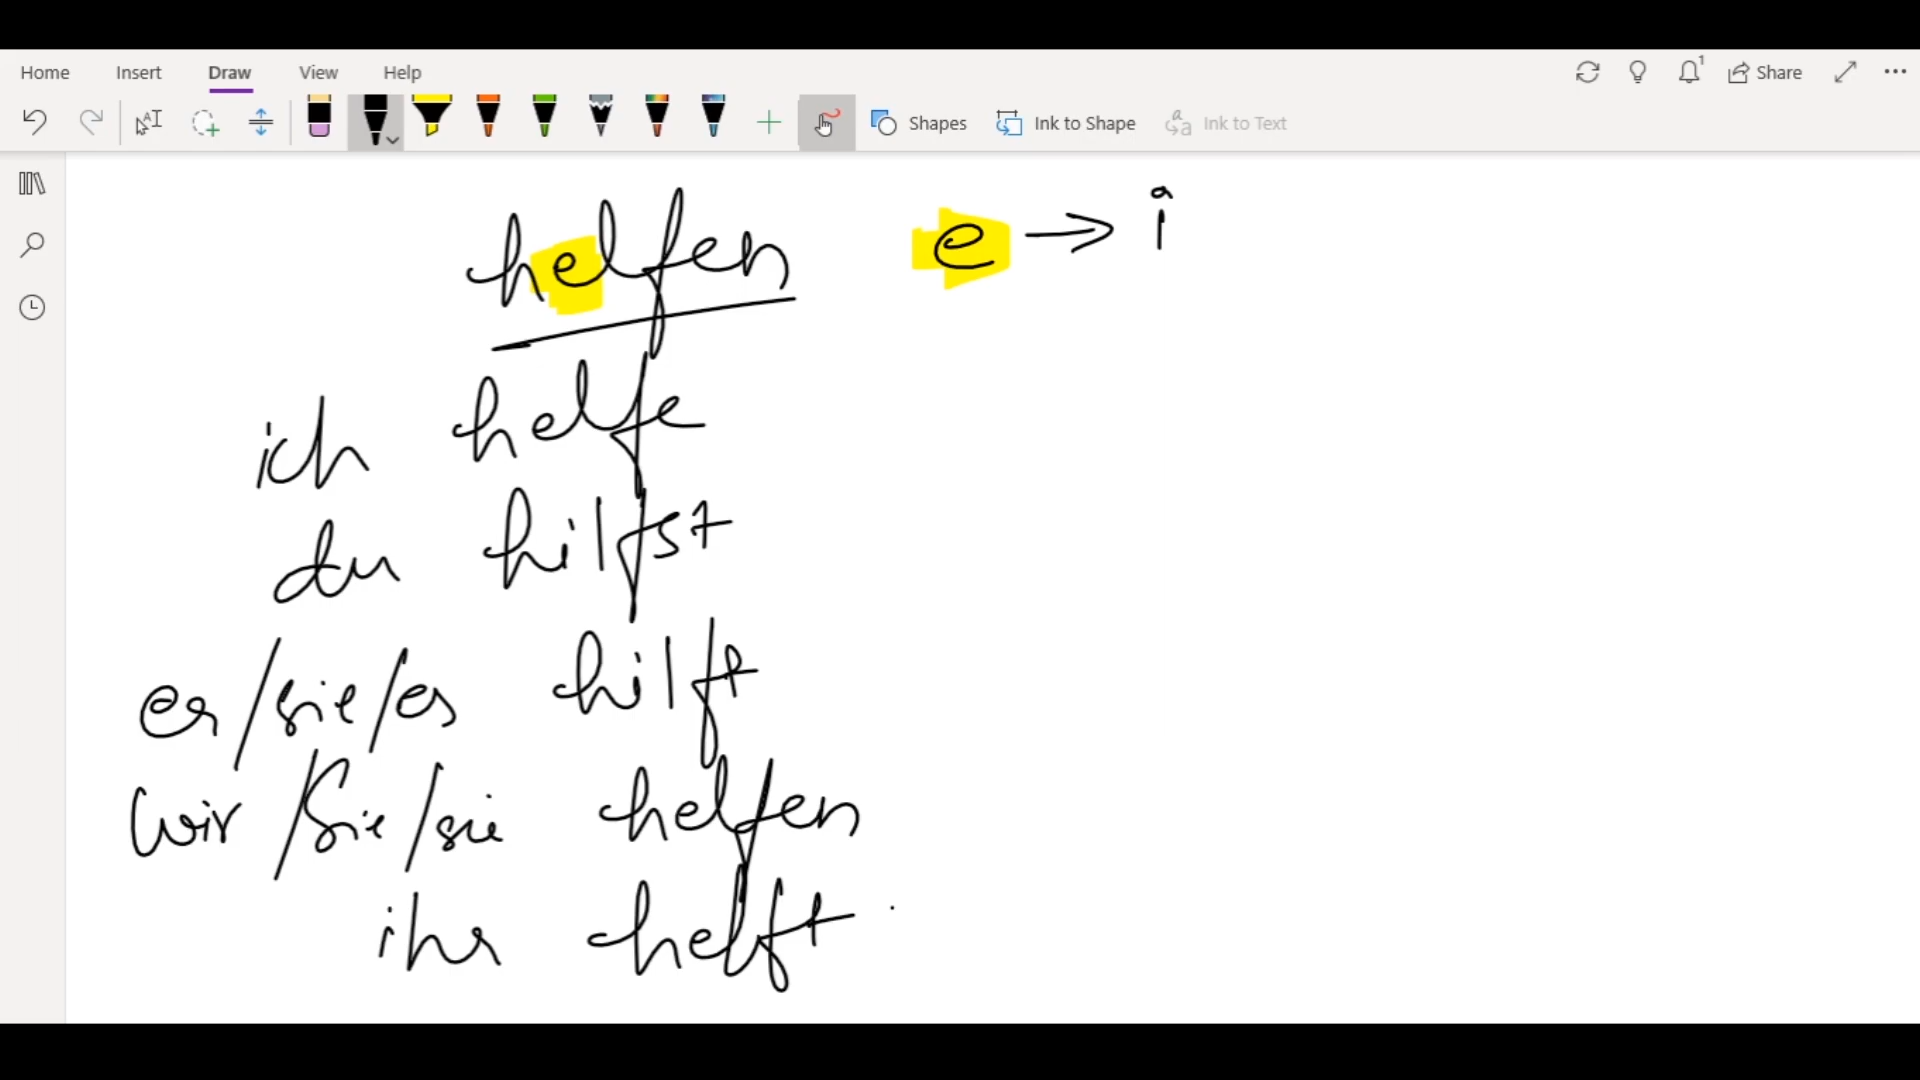 Home Insert Draw View Help 1 Share
Shapes Ink to Shape Ink to Text
helfen e → i
ich helfe
du hilfst
er/sie/es hilft
wir/Sie/sie helfen
ihr helft